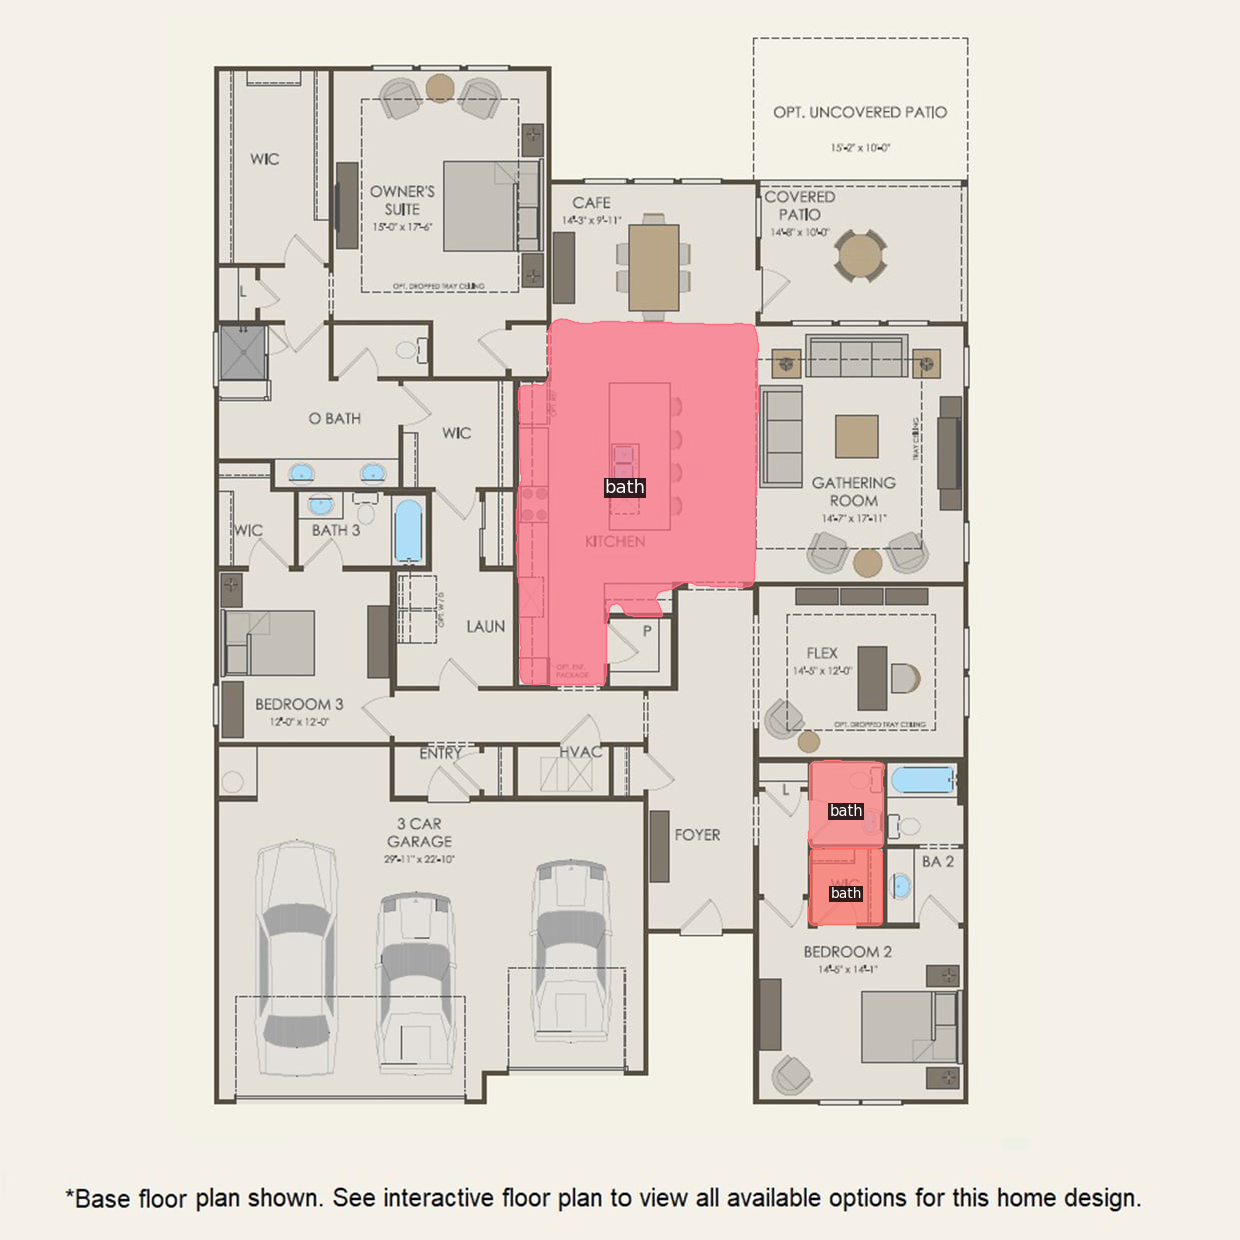 OPT. UNCOVERED PATIO
15'-2" x 10'-0"
WIC
OWNER'S
SUITE
15'-0" x 17'-6"
OPT. DROPPED TRAY CEILING
CAFE
14'-3" x 9'-11"
COVERED
PATIO
14'-8" x 10'-0"
L
O BATH
WIC
bath
KITCHEN
TRAY CEILING
GATHERING
ROOM
14'-7" x 17'-11"
WIC
BATH 3
OPT. W / D
LAUN
P
OPT. ENT.
PACKAGE
FLEX
14'-5" x 12'-0"
OPT. DROPPED TRAY CEILING
BEDROOM 3
12'-0" x 12'-0"
ENTRY
HVAC
3 CAR
GARAGE
29'-11" x 22'-10"
FOYER
L
bath
BA 2
WIC
bath
BEDROOM 2
14'-5" x 14'-1"
*Base floor plan shown. See interactive floor plan to view all available options for this home design.